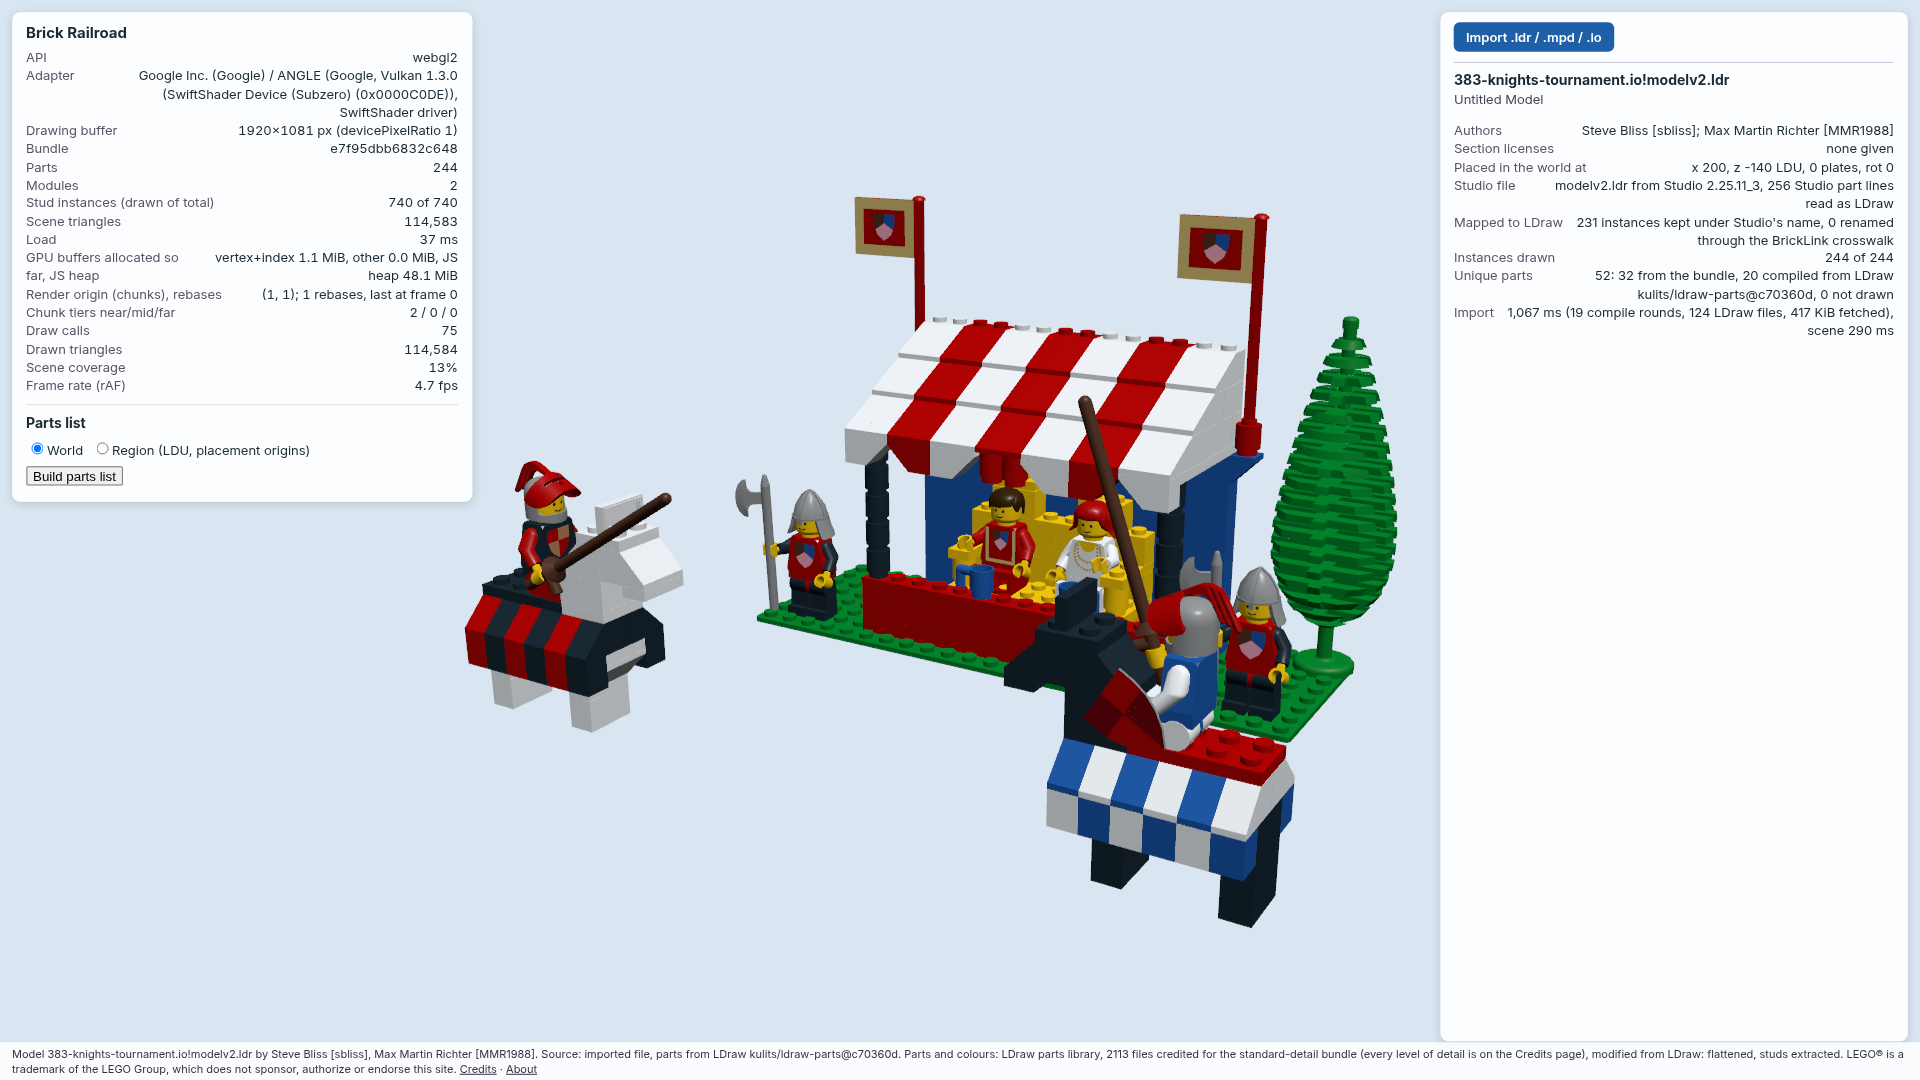 Brick Railroad
API webgl2
Adapter Google Inc. (Google) / ANGLE (Google, Vulkan 1.3.0
(SwiftShader Device (Subzero) (0x0000C0DE)),
SwiftShader driver)
Drawing buffer 1920×1081 px (devicePixelRatio 1)
Bundle e7f95dbb6832c648
Parts 244
Modules 2
Stud instances (drawn of total) 740 of 740
Scene triangles 114,583
Load 37 ms
GPU buffers allocated so vertex+index 1.1 MiB, other 0.0 MiB, JS
far, JS heap heap 48.1 MiB
Render origin (chunks), rebases (1, 1); 1 rebases, last at frame 0
Chunk tiers near/mid/far 2 / 0 / 0
Draw calls 75
Drawn triangles 114,584
Scene coverage 13%
Frame rate (rAF) 4.7 fps
Parts list
World Region (LDU, placement origins)
Build parts list
Import .ldr / .mpd / .io
383-knights-tournament.io!modelv2.ldr
Untitled Model
Authors Steve Bliss [sbliss]; Max Martin Richter [MMR1988]
Section licenses none given
Placed in the world at x 200, z -140 LDU, 0 plates, rot 0
Studio file modelv2.ldr from Studio 2.25.11_3, 256 Studio part lines
read as LDraw
Mapped to LDraw 231 instances kept under Studio's name, 0 renamed
through the BrickLink crosswalk
Instances drawn 244 of 244
Unique parts 52: 32 from the bundle, 20 compiled from LDraw
kulits/ldraw-parts@c70360d, 0 not drawn
Import 1,067 ms (19 compile rounds, 124 LDraw files, 417 KiB fetched),
scene 290 ms
Model 383-knights-tournament.io!modelv2.ldr by Steve Bliss [sbliss], Max Martin Richter [MMR1988]. Source: imported file, parts from LDraw kulits/ldraw-parts@c70360d. Parts and colours: LDraw parts library, 2113 files credited for the standard-detail bundle (every level of detail is on the Credits page), modified from LDraw: flattened, studs extracted. LEGO® is a
trademark of the LEGO Group, which does not sponsor, authorize or endorse this site. Credits · About